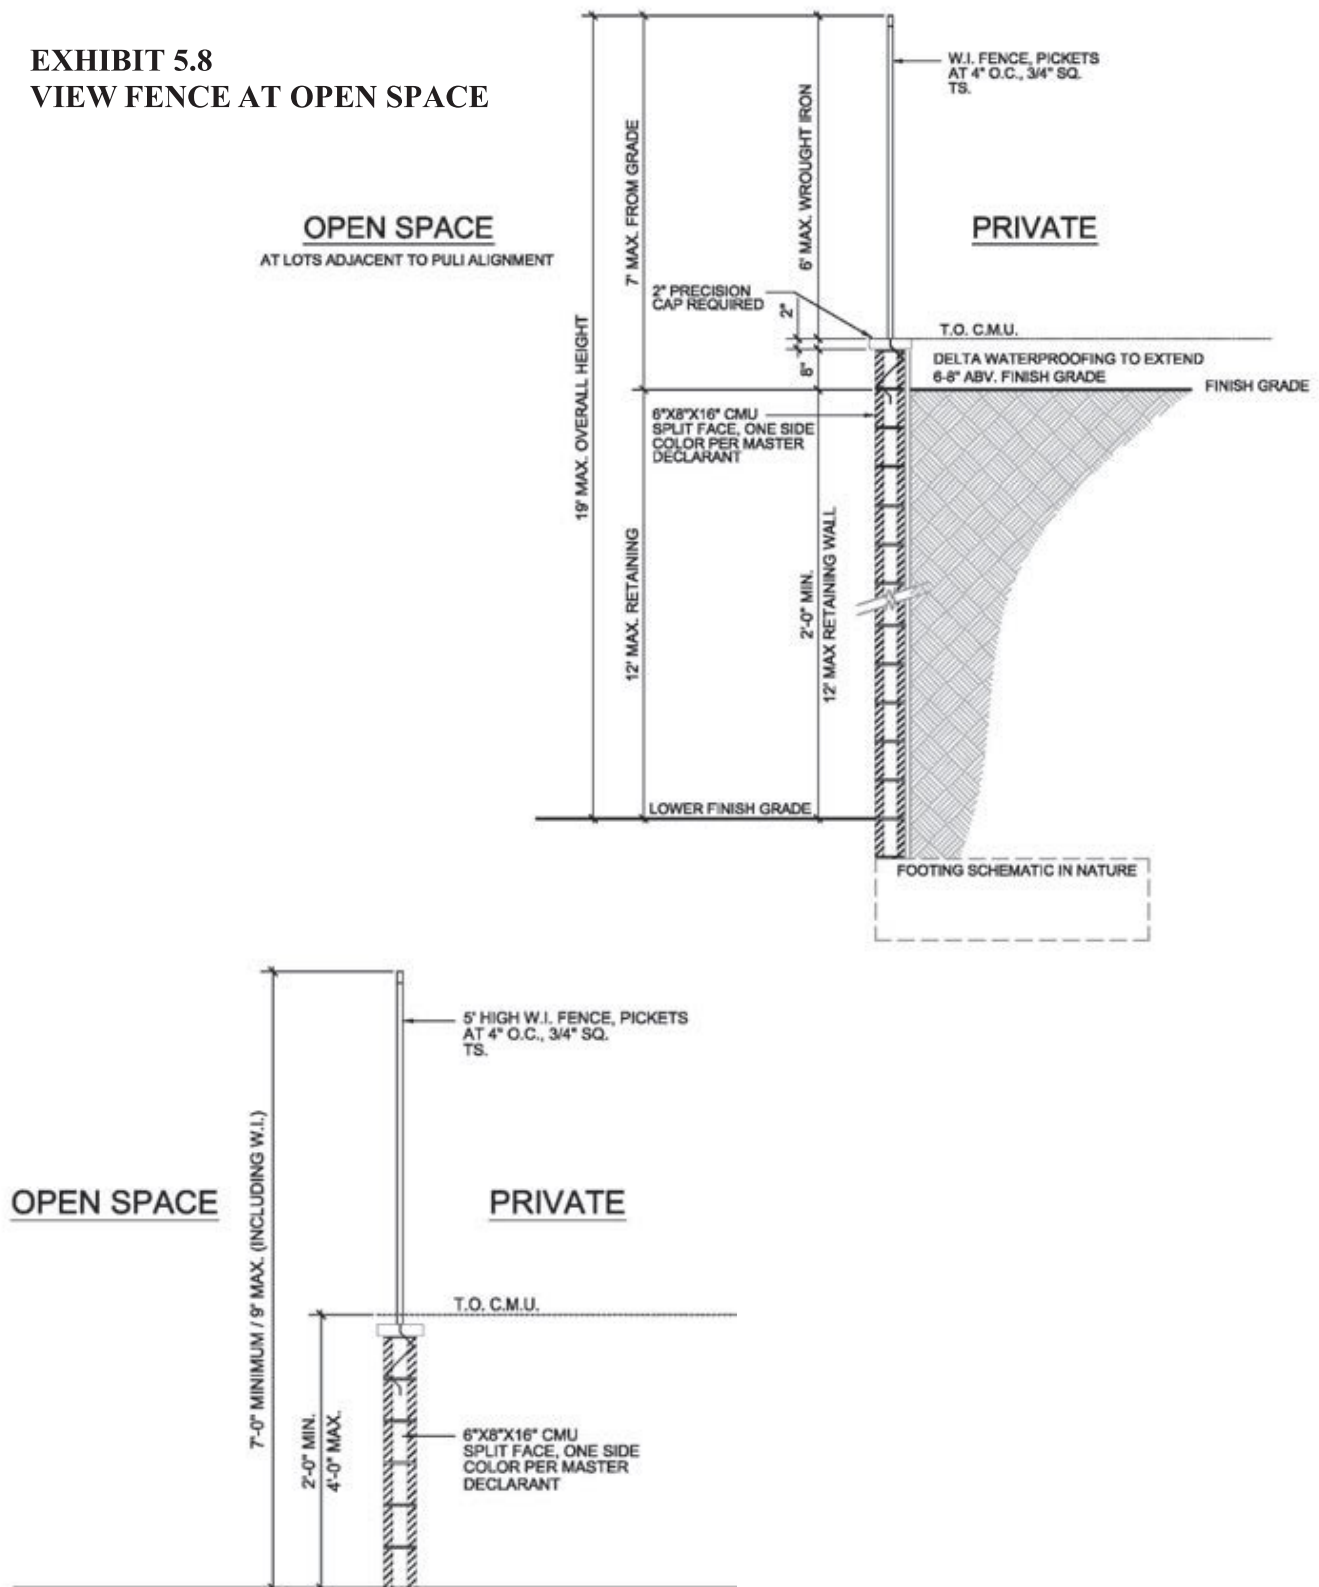 EXHIBIT 5.8
VIEW FENCE AT OPEN SPACE
W.I. FENCE, PICKETS
AT 4" O.C., 3/4" SQ.
TS.
7' MAX. FROM GRADE
6' MAX. WROUGHT IRON
OPEN SPACE
AT LOTS ADJACENT TO PULI ALIGNMENT
PRIVATE
2" PRECISION
CAP REQUIRED
2"
T.O. C.M.U.
19' MAX. OVERALL HEIGHT
8"
DELTA WATERPROOFING TO EXTEND
6-8" ABV. FINISH GRADE
FINISH GRADE
6"X8"X16" CMU
SPLIT FACE, ONE SIDE
COLOR PER MASTER
DECLARANT
12' MAX. RETAINING
2'-0" MIN.
12' MAX RETAINING WALL
LOWER FINISH GRADE
FOOTING SCHEMATIC IN NATURE
5' HIGH W.I. FENCE, PICKETS
AT 4" O.C., 3/4" SQ.
TS.
7'-0" MINIMUM / 9' MAX. (INCLUDING W.I.)
OPEN SPACE
PRIVATE
T.O. C.M.U.
2'-0" MIN.
4'-0" MAX.
6"X8"X16" CMU
SPLIT FACE, ONE SIDE
COLOR PER MASTER
DECLARANT